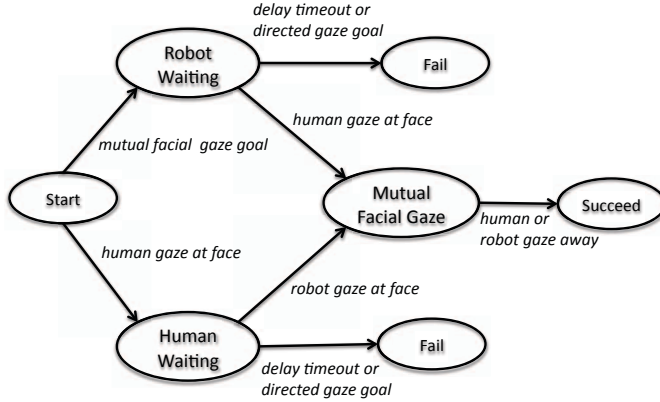 delay timeout or
directed gaze goal
Robot
Waiting
Fail
human gaze at face
mutual facial  gaze goal
Start
Mutual
Facial Gaze
Succeed
human or
robot gaze away
human gaze at face
robot gaze at face
Human
Waiting
Fail
delay timeout or
directed gaze goal